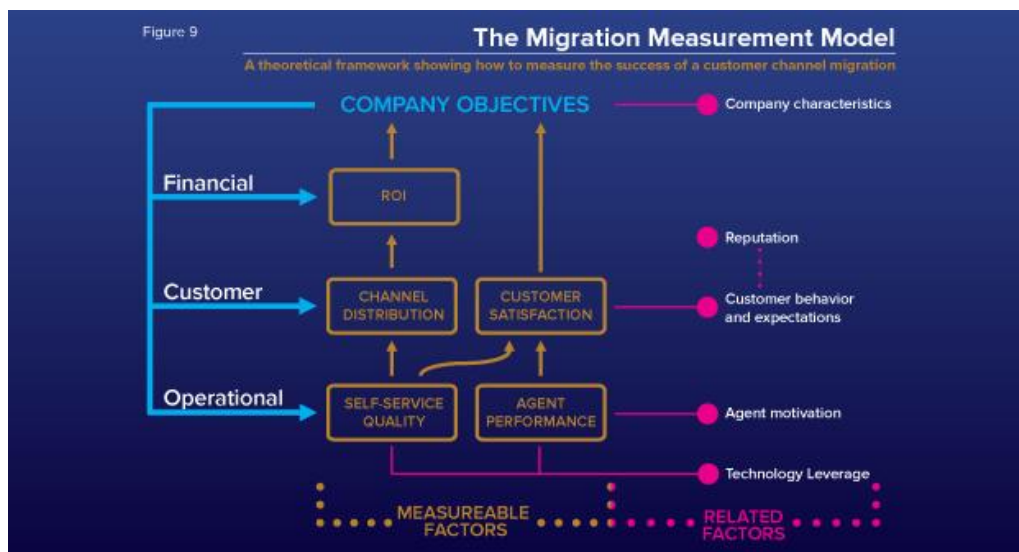 Figure 9
The Migration Measurement Model
A theoretical framework showing how to measure the success of a customer channel migration
COMPANY OBJECTIVES
Company characteristics
Financial
ROI
Reputation
Customer
CHANNEL
DISTRIBUTION
CUSTOMER
SATISFACTION
Customer behavior
and expectations
Operational
SELF-SERVICE
QUALITY
AGENT
PERFORMANCE
Agent motivation
Technology Leverage
MEASUREABLE
FACTORS
RELATED
FACTORS